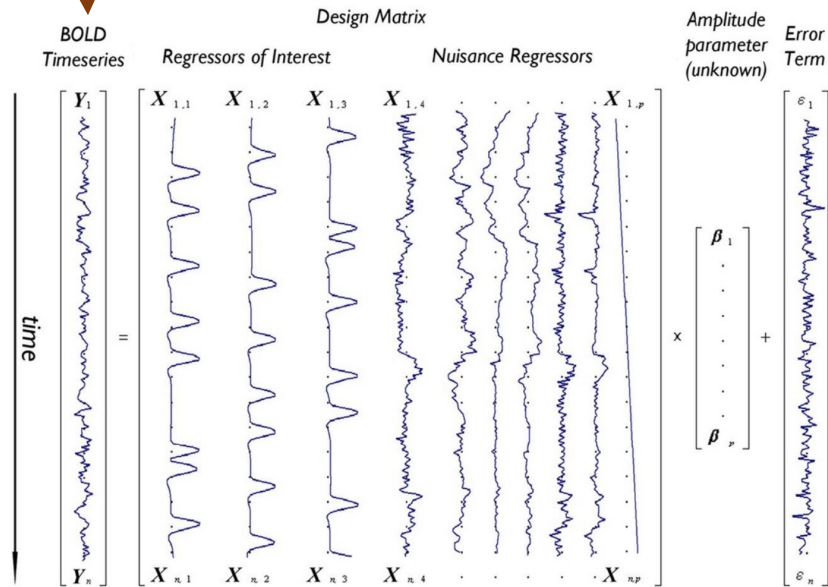 Design Matrix
BOLD
Timeseries
Regressors of Interest
Nuisance Regressors
Amplitude
parameter
(unknown)
Error
Term
time
Y₁ X₁,₁ X₁,₂ X₁,₃ X₁,₄ . . . . . X₁,ₚ ε₁
β₁
= x +
βₚ
Yₙ Xₙ,₁ Xₙ,₂ Xₙ,₃ Xₙ,₄ . . . . . Xₙₚ εₙ